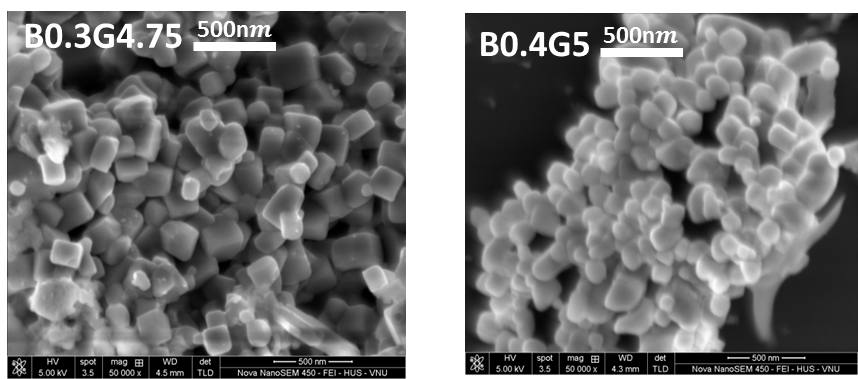 B0.3G4.75 500nm
HV spot mag WD det 500 nm
5.00 kV 3.5 50 000 x 4.5 mm TLD Nova NanoSEM 450 - FEI - HUS - VNU
B0.4G5 500nm
HV spot mag WD det 500 nm
5.00 kV 3.5 50 000 x 4.3 mm TLD Nova NanoSEM 450 - FEI - HUS - VNU